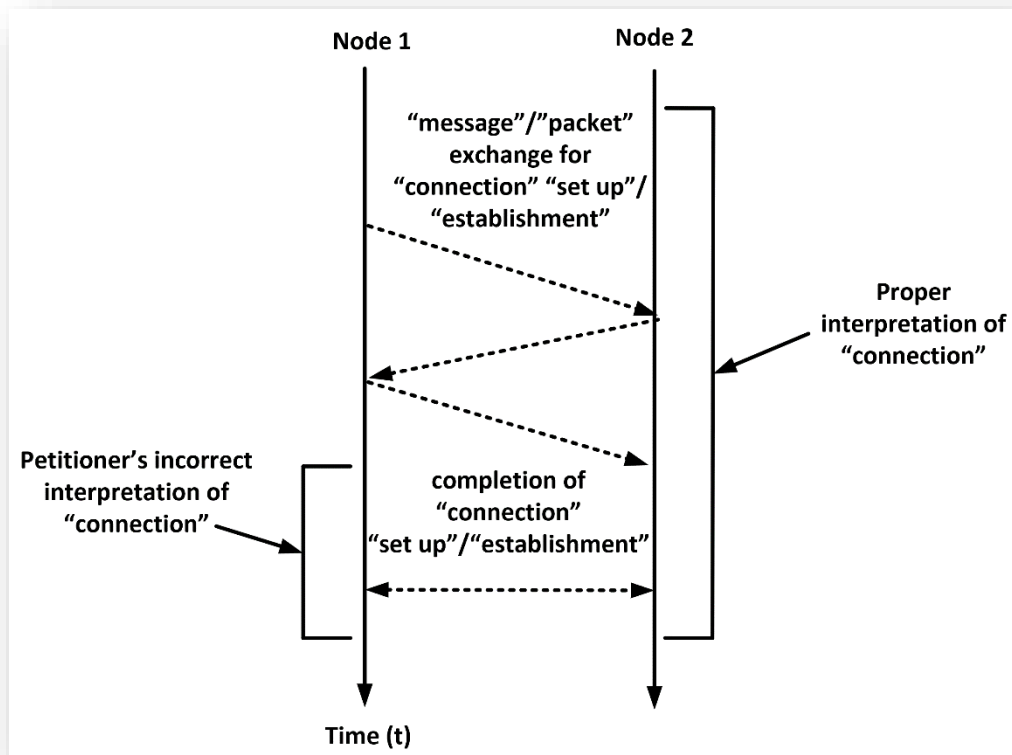 Node 1
Node 2
“message”/”packet”
exchange for
“connection” “set up”/
“establishment”
Proper
interpretation of
“connection”
Petitioner’s incorrect
interpretation of
“connection”
completion of
“connection”
“set up”/“establishment”
Time (t)